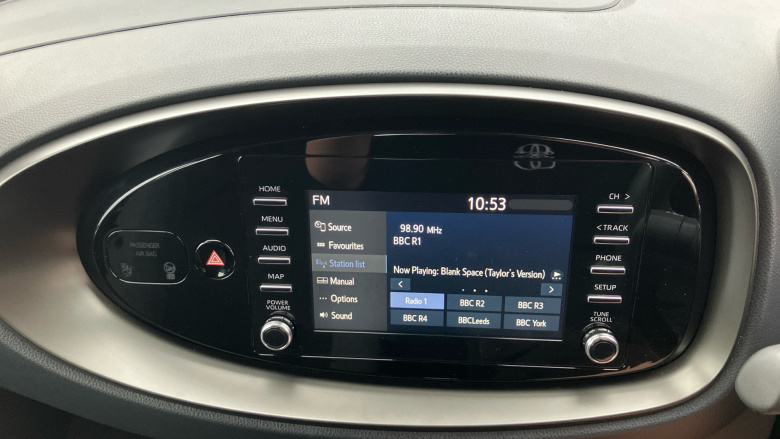 PASSENGER
AIR BAG
HOME
MENU
AUDIO
MAP
POWER
VOLUME
FM
10:53
Source
Favourites
Station list
Manual
Options
Sound
98.90 MHz
BBC R1
Now Playing: Blank Space (Taylor's Version)
<
>
Radio 1 BBC R2 BBC R3
BBC R4 BBCLeeds BBC York
CH >
< TRACK
PHONE
SETUP
TUNE
SCROLL